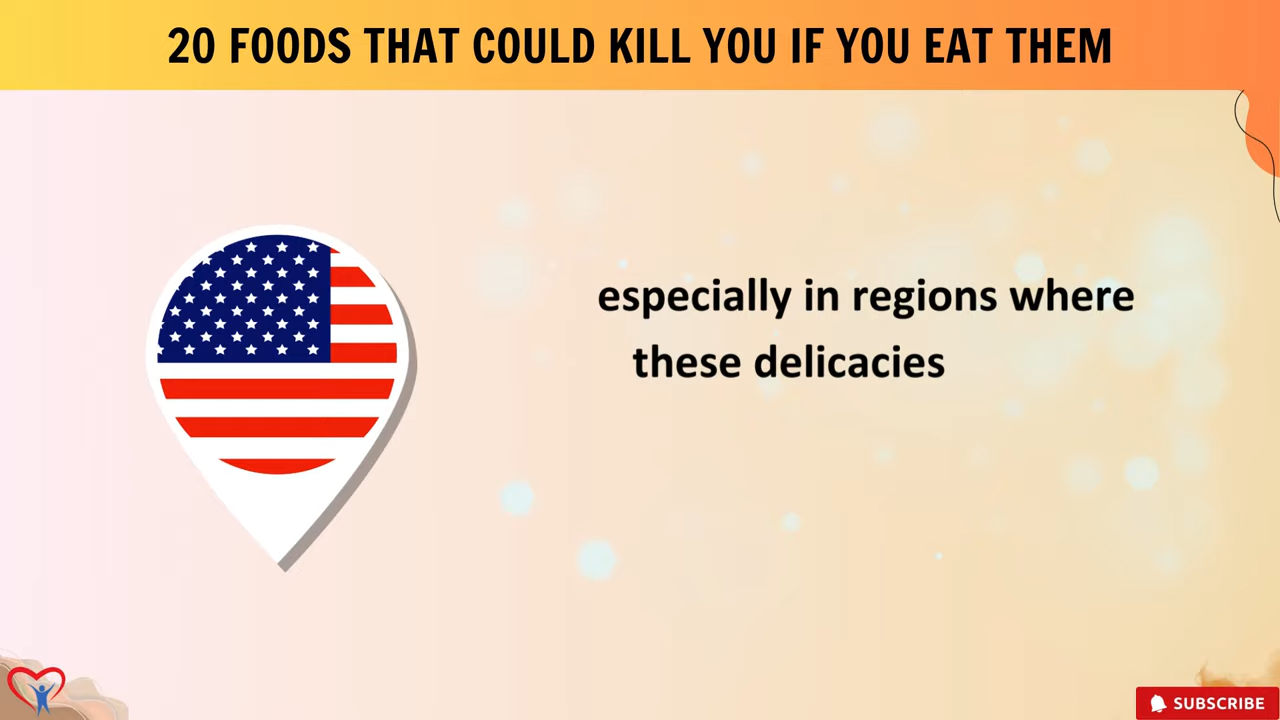 20 FOODS THAT COULD KILL YOU IF YOU EAT THEM
especially in regions where
these delicacies
SUBSCRIBE